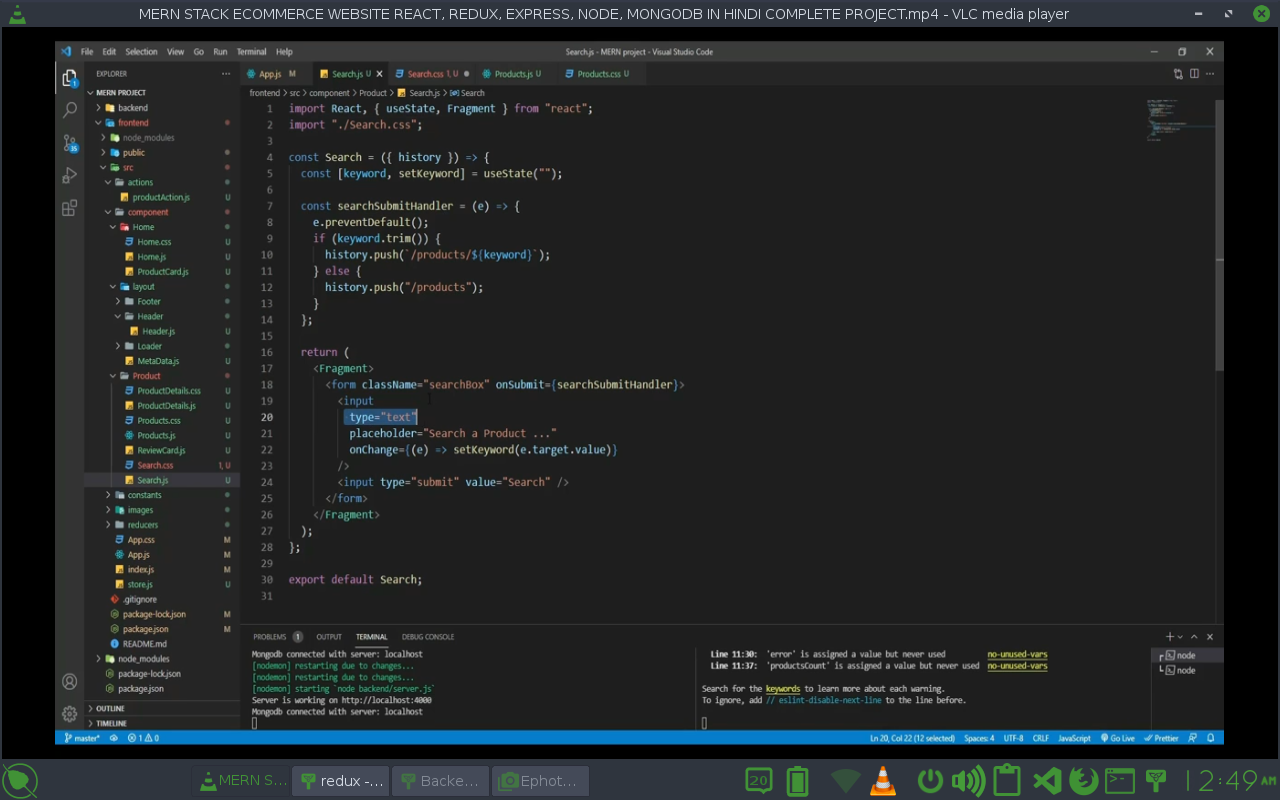 MERN STACK ECOMMERCE WEBSITE REACT, REDUX, EXPRESS, NODE, MONGODB IN HINDI COMPLETE PROJECT.mp4 - VLC media player
File Edit Selection View Go Run Terminal Help
Search.js - MERN project - Visual Studio Code
EXPLORER
MERN PROJECT
backend
frontend
node_modules
public
src
actions
productAction.js U
component
Home
Home.css U
Home.js U
ProductCard.js U
layout
Footer
Header
Header.js U
Loader
MetaData.js U
Product
ProductDetails.css U
ProductDetails.js U
Products.css U
Products.js U
ReviewCard.js U
Search.css 1, U
Search.js U
constants
images
reducers
App.css M
App.js M
index.js M
store.js U
.gitignore
package-lock.json M
package.json M
README.md
node_modules
package-lock.json
package.json
OUTLINE
TIMELINE
App.js M Search.js U Search.css 1, U Products.js U Products.css U
frontend > src > component > Product > Search.js > Search
1 import React, { useState, Fragment } from "react";
2 import "./Search.css";
3
4 const Search = ({ history }) => {
5 const [keyword, setKeyword] = useState("");
6
7 const searchSubmitHandler = (e) => {
8 e.preventDefault();
9 if (keyword.trim()) {
10 history.push(`/products/${keyword}`);
11 } else {
12 history.push("/products");
13 }
14 };
15
16 return (
17 <Fragment>
18 <form className="searchBox" onSubmit={searchSubmitHandler}>
19 <input
20 type="text"
21 placeholder="Search a Product ..."
22 onChange={(e) => setKeyword(e.target.value)}
23 />
24 <input type="submit" value="Search" />
25 </form>
26 </Fragment>
27 );
28 };
29
30 export default Search;
31
PROBLEMS 1 OUTPUT TERMINAL DEBUG CONSOLE
Mongodb connected with server: localhost
[nodemon] restarting due to changes...
[nodemon] restarting due to changes...
[nodemon] starting `node backend/server.js`
Server is working on http://localhost:4000
Mongodb connected with server: localhost
Line 11:30: 'error' is assigned a value but never used no-unused-vars
Line 11:37: 'productsCount' is assigned a value but never used no-unused-vars
Search for the keywords to learn more about each warning.
To ignore, add // eslint-disable-next-line to the line before.
node
node
master* 1 0
Ln 20, Col 22 (12 selected) Spaces: 4 UTF-8 CRLF JavaScript Go Live Prettier
MERN S... redux -... Backe... Ephot... 20 2:49 AM